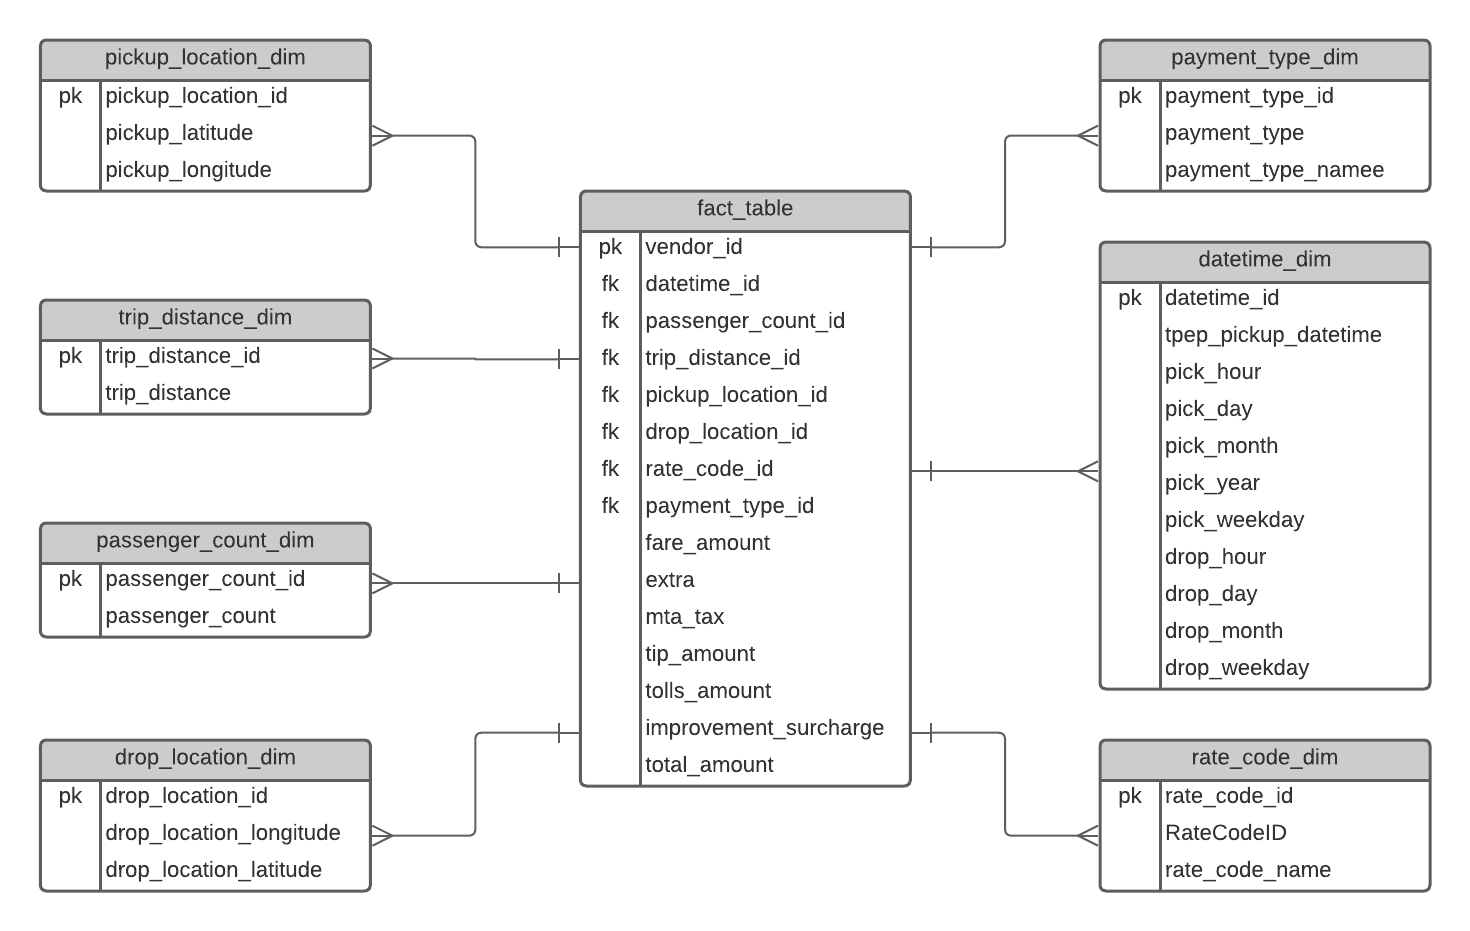 pickup_location_dim
pk pickup_location_id
pickup_latitude
pickup_longitude
trip_distance_dim
pk trip_distance_id
trip_distance
passenger_count_dim
pk passenger_count_id
passenger_count
drop_location_dim
pk drop_location_id
drop_location_longitude
drop_location_latitude
fact_table
pk vendor_id
fk datetime_id
fk passenger_count_id
fk trip_distance_id
fk pickup_location_id
fk drop_location_id
fk rate_code_id
fk payment_type_id
fare_amount
extra
mta_tax
tip_amount
tolls_amount
improvement_surcharge
total_amount
payment_type_dim
pk payment_type_id
payment_type
payment_type_namee
datetime_dim
pk datetime_id
tpep_pickup_datetime
pick_hour
pick_day
pick_month
pick_year
pick_weekday
drop_hour
drop_day
drop_month
drop_weekday
rate_code_dim
pk rate_code_id
RateCodeID
rate_code_name